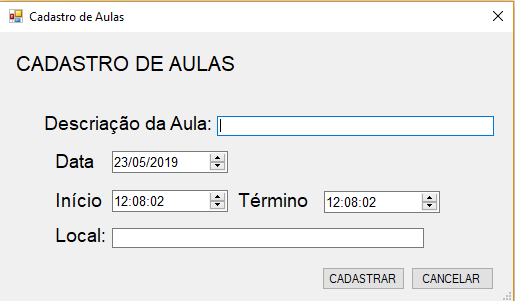 Cadastro de Aulas
CADASTRO DE AULAS
Descriação da Aula:
Data 23/05/2019
Início 12:08:02 Término 12:08:02
Local:
CADASTRAR CANCELAR